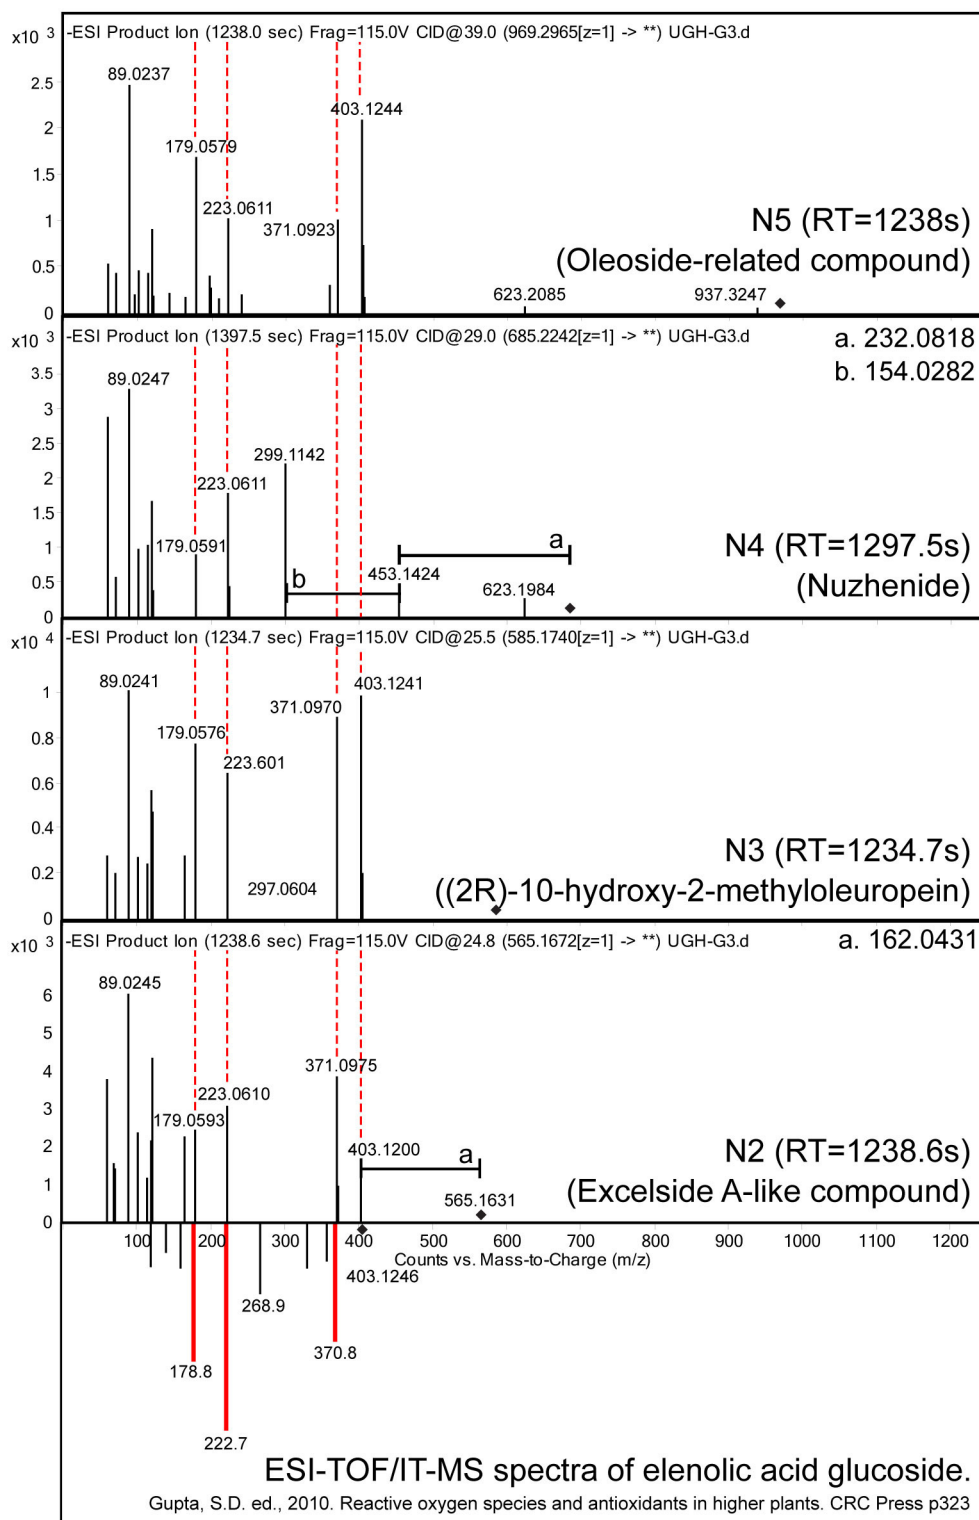 -ESI Product Ion (1238.0 sec) Frag=115.0V CID@39.0 (969.2965[z=1] -> **) UGH-G3.d
x10 3
2.5
2
1.5
1
0.5
0
89.0237
403.1244
179.0579
223.0611
371.0923
623.2085
937.3247
N5 (RT=1238s)
(Oleoside-related compound)
-ESI Product Ion (1397.5 sec) Frag=115.0V CID@29.0 (685.2242[z=1] -> **) UGH-G3.d
x10 3
a. 232.0818
b. 154.0282
3.5
3
2.5
2
1.5
1
0.5
0
89.0247
299.1142
223.0611
179.0591
a
b
453.1424
623.1984
N4 (RT=1297.5s)
(Nuzhenide)
-ESI Product Ion (1234.7 sec) Frag=115.0V CID@25.5 (585.1740[z=1] -> **) UGH-G3.d
x10 4
1
0.8
0.6
0.4
0.2
0
89.0241
403.1241
371.0970
179.0576
223.601
297.0604
N3 (RT=1234.7s)
((2R)-10-hydroxy-2-methyloleuropein)
-ESI Product Ion (1238.6 sec) Frag=115.0V CID@24.8 (565.1672[z=1] -> **) UGH-G3.d
x10 3
a. 162.0431
6
5
4
3
2
1
0
89.0245
371.0975
223.0610
179.0593
403.1200
a
565.1631
N2 (RT=1238.6s)
(Excelside A-like compound)
100 200 300 400 500 600 700 800 900 1000 1100 1200
Counts vs. Mass-to-Charge (m/z)
403.1246
268.9
370.8
178.8
222.7
ESI-TOF/IT-MS spectra of elenolic acid glucoside.
Gupta, S.D. ed., 2010. Reactive oxygen species and antioxidants in higher plants. CRC Press p323